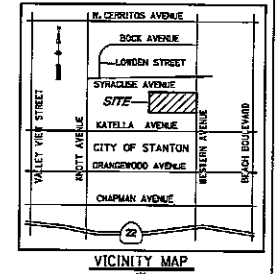 W. CERRITOS AVENUE
BOCK AVENUE
LOWDEN STREET
SYRACUSE AVENUE
SITE
KATELLA AVENUE
CITY OF STANTON
ORANGEWOOD AVENUE
CHAPMAN AVENUE
VALLEY VIEW STREET
KNOTT AVENUE
WESTERN AVENUE
BEACH BOULEVARD
22
VICINITY MAP